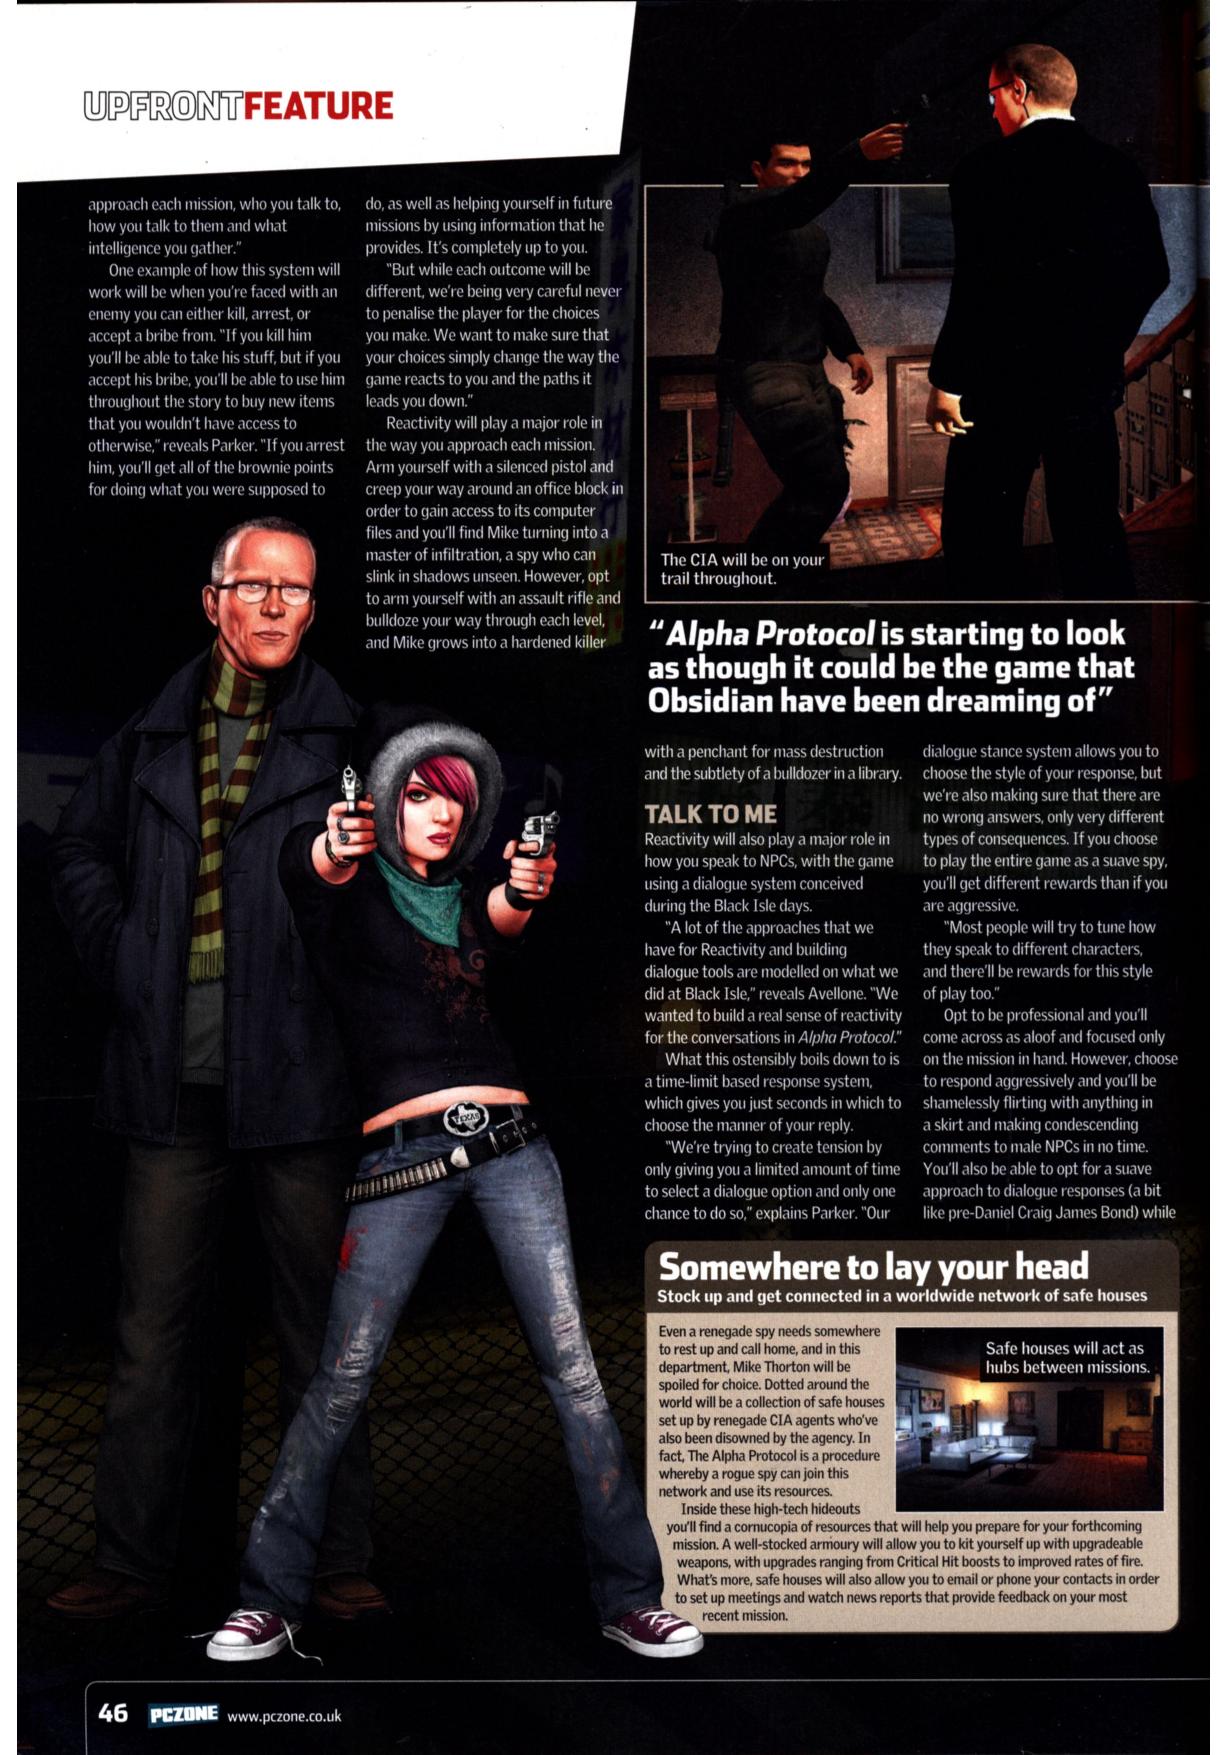 UPFRONTFEATURE
approach each mission, who you talk to,
how you talk to them and what
intelligence you gather.”
One example of how this system will
work will be when you're faced with an
enemy you can either kill, arrest, or
accept a bribe from. “If you kill him
you'll be able to take his stuff, but if you
accept his bribe, you'll be able to use him
throughout the story to buy new items
that you wouldn't have access to
otherwise,” reveals Parker. “If you arrest
him, you'll get all of the brownie points
for doing what you were supposed to
do, as well as helping yourself in future
missions by using information that he
provides. It's completely up to you.
“But while each outcome will be
different, we're being very careful never
to penalise the player for the choices
you make. We want to make sure that
your choices simply change the way the
game reacts to you and the paths it
leads you down.”
Reactivity will play a major role in
the way you approach each mission.
Arm yourself with a silenced pistol and
creep your way around an office block in
order to gain access to its computer
files and you'll find Mike turning into a
master of infiltration, a spy who can
slink in shadows unseen. However, opt
to arm yourself with an assault rifle and
bulldoze your way through each level,
and Mike grows into a hardened killer
The CIA will be on your
trail throughout.
“Alpha Protocol is starting to look
as though it could be the game that
Obsidian have been dreaming of”
with a penchant for mass destruction
and the subtlety of a bulldozer in a library.
TALK TO ME
Reactivity will also play a major role in
how you speak to NPCs, with the game
using a dialogue system conceived
during the Black Isle days.
“A lot of the approaches that we
have for Reactivity and building
dialogue tools are modelled on what we
did at Black Isle,” reveals Avellone. “We
wanted to build a real sense of reactivity
for the conversations in Alpha Protocol.”
What this ostensibly boils down to is
a time-limit based response system,
which gives you just seconds in which to
choose the manner of your reply.
“We're trying to create tension by
only giving you a limited amount of time
to select a dialogue option and only one
chance to do so,” explains Parker. “Our
dialogue stance system allows you to
choose the style of your response, but
we're also making sure that there are
no wrong answers, only very different
types of consequences. If you choose
to play the entire game as a suave spy,
you'll get different rewards than if you
are aggressive.
“Most people will try to tune how
they speak to different characters,
and there'll be rewards for this style
of play too.”
Opt to be professional and you'll
come across as aloof and focused only
on the mission in hand. However, choose
to respond aggressively and you'll be
shamelessly flirting with anything in
a skirt and making condescending
comments to male NPCs in no time.
You'll also be able to opt for a suave
approach to dialogue responses (a bit
like pre-Daniel Craig James Bond) while
TEXAS
Somewhere to lay your head
Stock up and get connected in a worldwide network of safe houses
Even a renegade spy needs somewhere
to rest up and call home, and in this
department, Mike Thorton will be
spoiled for choice. Dotted around the
world will be a collection of safe houses
set up by renegade CIA agents who've
also been disowned by the agency. In
fact, The Alpha Protocol is a procedure
whereby a rogue spy can join this
network and use its resources.
Inside these high-tech hideouts
you'll find a cornucopia of resources that will help you prepare for your forthcoming
mission. A well-stocked armoury will allow you to kit yourself up with upgradeable
weapons, with upgrades ranging from Critical Hit boosts to improved rates of fire.
What's more, safe houses will also allow you to email or phone your contacts in order
to set up meetings and watch news reports that provide feedback on your most
recent mission.
Safe houses will act as
hubs between missions.
46 PCZONE www.pczone.co.uk